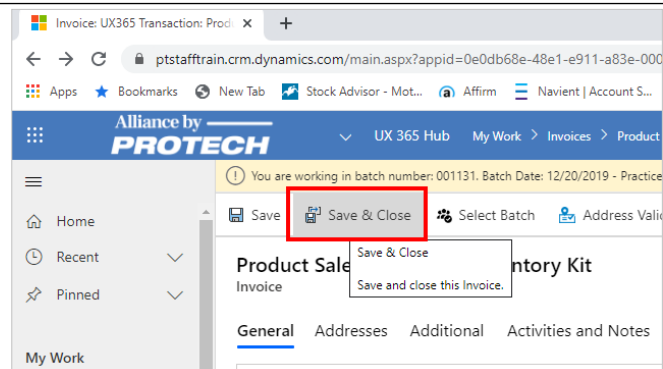 Invoice: UX365 Transaction: Prod
ptstafftrain.crm.dynamics.com/main.aspx?appid=0e0db68e-48e1-e911-a83e-000
Apps Bookmarks New Tab Stock Advisor - Mot... Affirm Navient | Account S...
Alliance by
PROTECH
UX 365 Hub My Work > Invoices > Product
You are working in batch number: 001131. Batch Date: 12/20/2019 - Practice
Save Save & Close Select Batch Address Vali
Home
Recent
Pinned
Save & Close
Save and close this Invoice.
Product Sale ntory Kit
Invoice
General Addresses Additional Activities and Notes
My Work